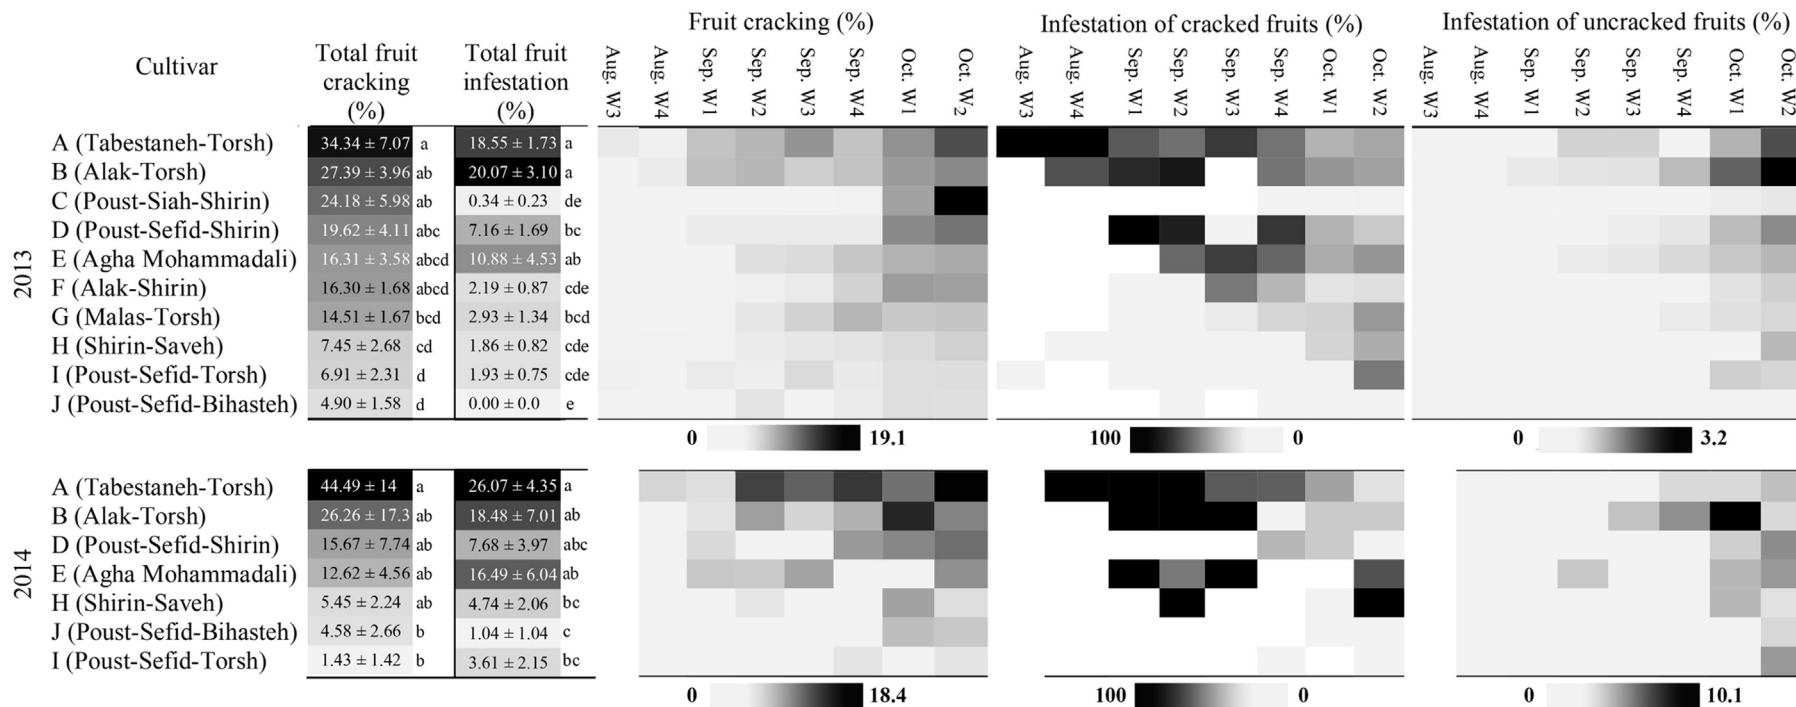 Fruit cracking (%) Infestation of cracked fruits (%) Infestation of uncracked fruits (%)
Cultivar Total fruit cracking (%) Total fruit infestation (%) Aug. W3 Aug. W4 Sep. W1 Sep. W2 Sep. W3 Sep. W4 Oct. W1 Oct. W2 Aug. W3 Aug. W4 Sep. W1 Sep. W2 Sep. W3 Sep. W4 Oct. W1 Oct. W2 Aug. W3 Aug. W4 Sep. W1 Sep. W2 Sep. W3 Sep. W4 Oct. W1 Oct. W2
2013
A (Tabestaneh-Torsh) 34.34 ± 7.07 a 18.55 ± 1.73 a
B (Alak-Torsh) 27.39 ± 3.96 ab 20.07 ± 3.10 a
C (Poust-Siah-Shirin) 24.18 ± 5.98 ab 0.34 ± 0.23 de
D (Poust-Sefid-Shirin) 19.62 ± 4.11 abc 7.16 ± 1.69 bc
E (Agha Mohammadali) 16.31 ± 3.58 abcd 10.88 ± 4.53 ab
F (Alak-Shirin) 16.30 ± 1.68 abcd 2.19 ± 0.87 cde
G (Malas-Torsh) 14.51 ± 1.67 bcd 2.93 ± 1.34 bcd
H (Shirin-Saveh) 7.45 ± 2.68 cd 1.86 ± 0.82 cde
I (Poust-Sefid-Torsh) 6.91 ± 2.31 d 1.93 ± 0.75 cde
J (Poust-Sefid-Bihasteh) 4.90 ± 1.58 d 0.00 ± 0.0 e
0 19.1 100 0 0 3.2
2014
A (Tabestaneh-Torsh) 44.49 ± 14 a 26.07 ± 4.35 a
B (Alak-Torsh) 26.26 ± 17.3 ab 18.48 ± 7.01 ab
D (Poust-Sefid-Shirin) 15.67 ± 7.74 ab 7.68 ± 3.97 abc
E (Agha Mohammadali) 12.62 ± 4.56 ab 16.49 ± 6.04 ab
H (Shirin-Saveh) 5.45 ± 2.24 ab 4.74 ± 2.06 bc
J (Poust-Sefid-Bihasteh) 4.58 ± 2.66 b 1.04 ± 1.04 c
I (Poust-Sefid-Torsh) 1.43 ± 1.42 b 3.61 ± 2.15 bc
0 18.4 100 0 0 10.1